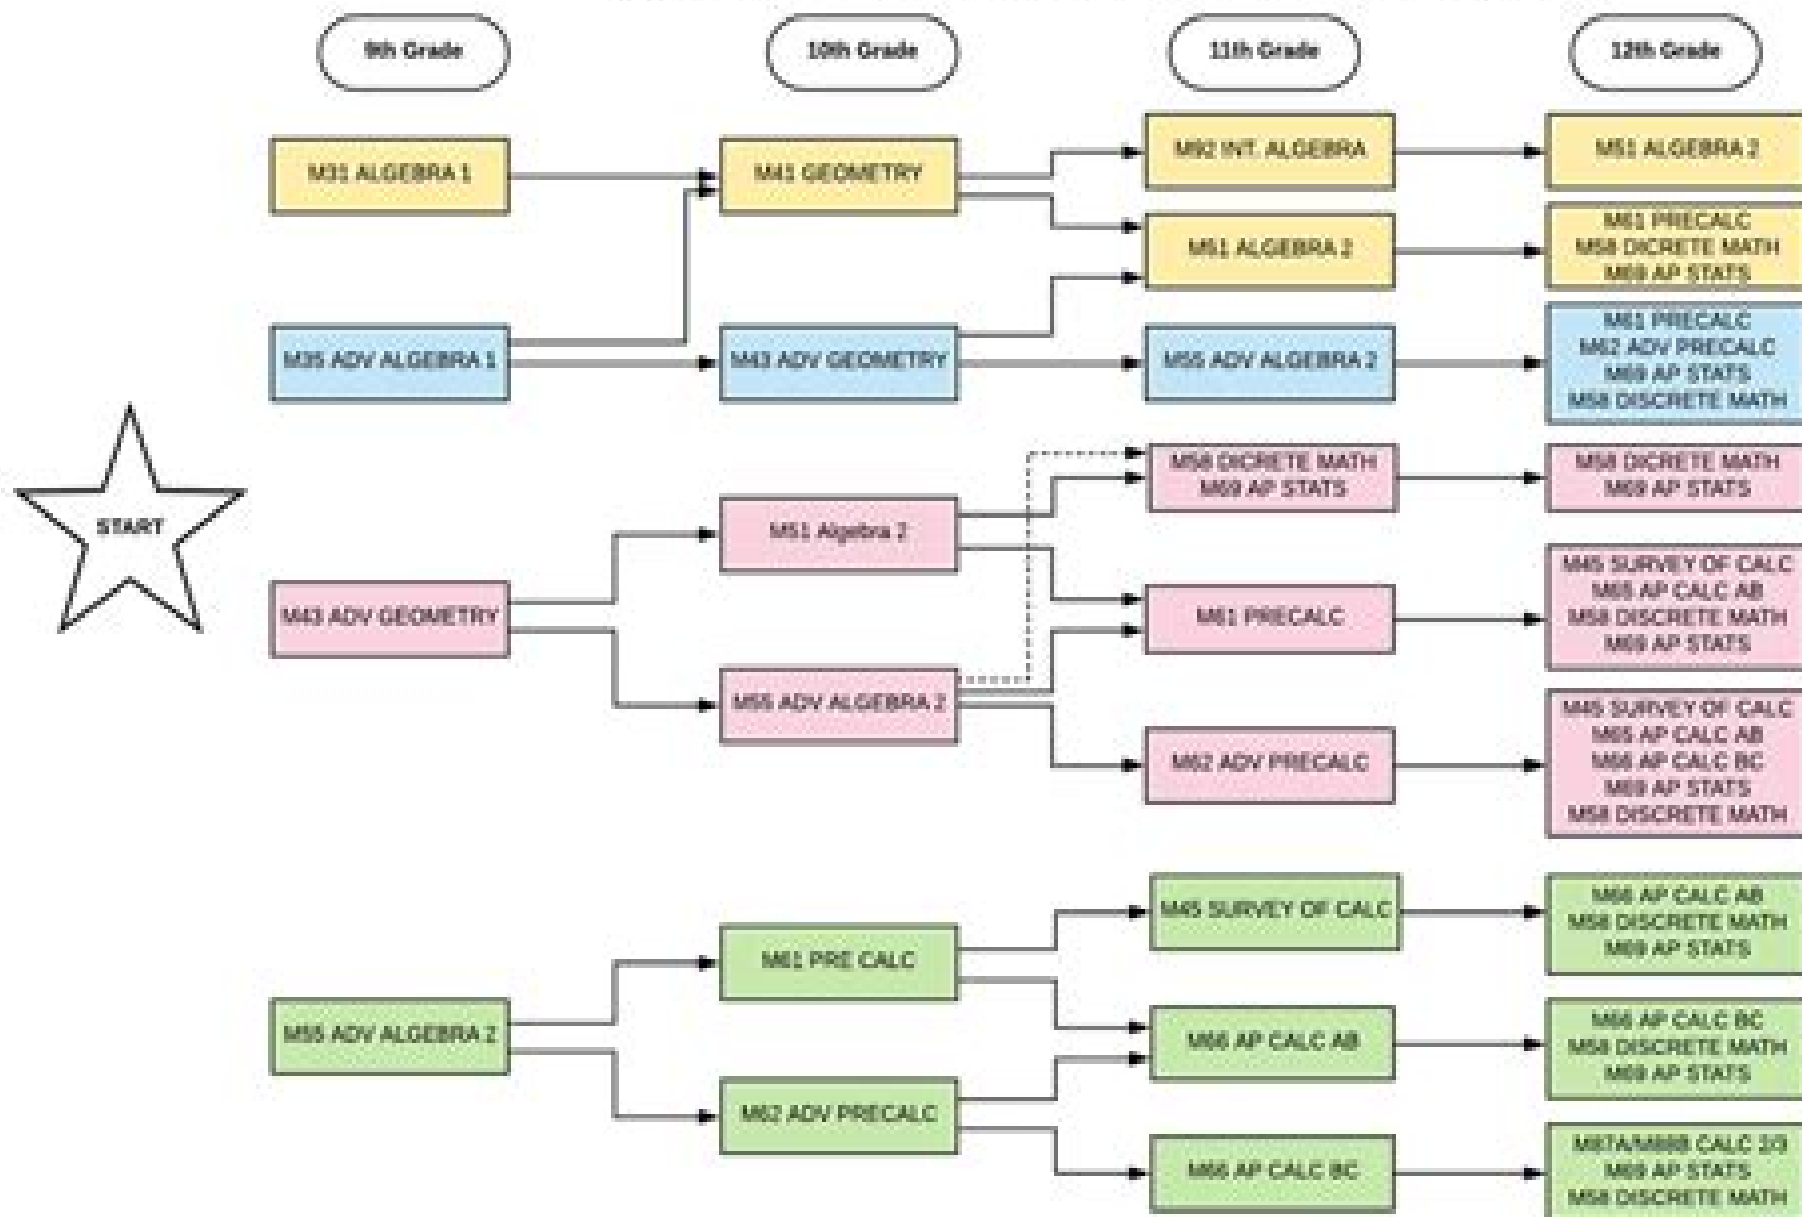 9th Grade
10th Grade
11th Grade
12th Grade
M31 ALGEBRA 1
M41 GEOMETRY
M92 INT. ALGEBRA
M51 ALGEBRA 2
M51 ALGEBRA 2
M61 PRECALC
M58 DICRETE MATH
M69 AP STATS
M35 ADV ALGEBRA 1
M43 ADV GEOMETRY
M55 ADV ALGEBRA 2
M61 PRECALC
M62 ADV PRECALC
M69 AP STATS
M58 DISCRETE MATH
START
M43 ADV GEOMETRY
M51 Algebra 2
M58 DICRETE MATH
M69 AP STATS
M58 DICRETE MATH
M69 AP STATS
M61 PRECALC
M45 SURVEY OF CALC
M65 AP CALC AB
M58 DISCRETE MATH
M69 AP STATS
M55 ADV ALGEBRA 2
M62 ADV PRECALC
M45 SURVEY OF CALC
M65 AP CALC AB
M66 AP CALC BC
M69 AP STATS
M58 DISCRETE MATH
M55 ADV ALGEBRA 2
M61 PRE CALC
M45 SURVEY OF CALC
M66 AP CALC AB
M58 DISCRETE MATH
M69 AP STATS
M66 AP CALC AB
M66 AP CALC BC
M58 DISCRETE MATH
M69 AP STATS
M62 ADV PRECALC
M66 AP CALC BC
M87A/M88B CALC 2/3
M69 AP STATS
M58 DISCRETE MATH